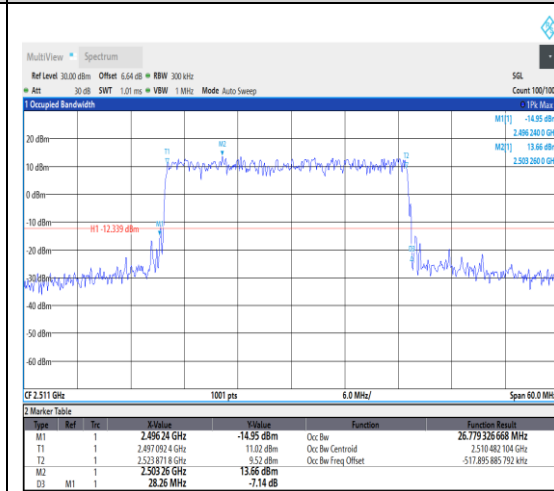 MultiView Spectrum
Ref Level 30.00 dBm Offset 6.64 dB RBW 300 kHz SGL
Att 30 dB SWT 1.01 ms VBW 1 MHz Mode Auto Sweep Count 100/100
1 Occupied Bandwidth 1Pk Max
M1[1] -14.95 dBm
2.496 240 0 GH
M2[1] 13.66 dBm
2.503 260 0 GH
20 dBm
T1 M2 T2
10 dBm
0 dBm
-10 dBm
H1 -12.339 dBm
M1
-20 dBm
-30 dBm
-40 dBm
-50 dBm
-60 dBm
CF 2.511 GHz 1001 pts 6.0 MHz/ Span 60.0 MHz
2 Marker Table
Type Ref Trc X-Value Y-Value Function Function Result
M1 1 2.496 24 GHz -14.95 dBm Occ Bw 26.779 326 668 MHz
T1 1 2.497 092 4 GHz 11.02 dBm Occ Bw Centroid 2.510 482 104 GHz
T2 1 2.523 871 8 GHz 9.52 dBm Occ Bw Freq Offset -517.895 885 792 kHz
M2 1 2.503 26 GHz 13.66 dBm
D3 M1 1 28.26 MHz -7.14 dB